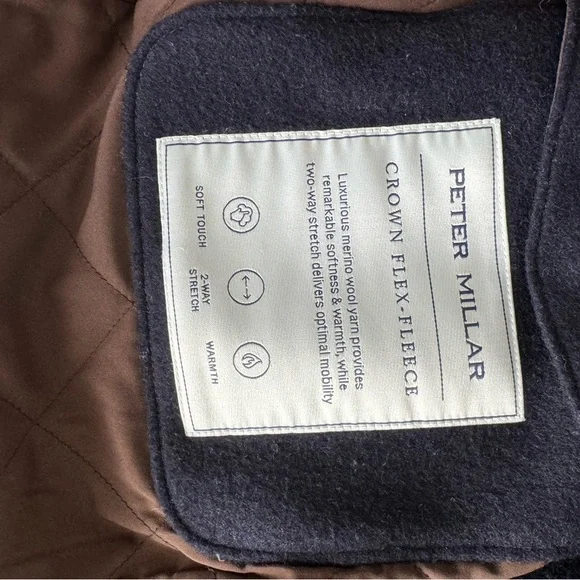 PETER MILLAR
CROWN FLEX-FLEECE
Luxurious merino wool yarn provides
remarkable softness & warmth, while
two-way stretch delivers optimal mobility
SOFT TOUCH
2-WAY
STRETCH
WARMTH